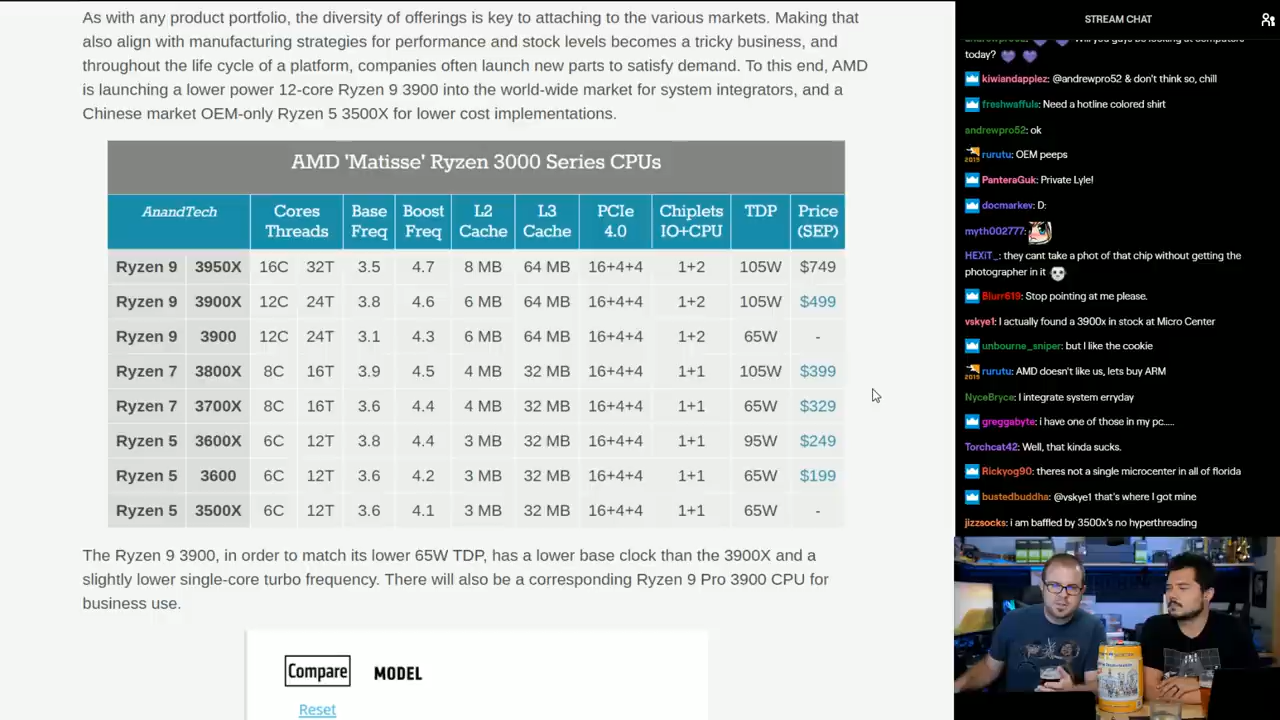 As with any product portfolio, the diversity of offerings is key to attaching to the various markets. Making that
also align with manufacturing strategies for performance and stock levels becomes a tricky business, and
throughout the life cycle of a platform, companies often launch new parts to satisfy demand. To this end, AMD
is launching a lower power 12-core Ryzen 9 3900 into the world-wide market for system integrators, and a
Chinese market OEM-only Ryzen 5 3500X for lower cost implementations.
AMD 'Matisse' Ryzen 3000 Series CPUs
AnandTech Cores Threads Base Freq Boost Freq L2 Cache L3 Cache PCIe 4.0 Chiplets IO+CPU TDP Price (SEP)
Ryzen 9 3950X 16C 32T 3.5 4.7 8 MB 64 MB 16+4+4 1+2 105W $749
Ryzen 9 3900X 12C 24T 3.8 4.6 6 MB 64 MB 16+4+4 1+2 105W $499
Ryzen 9 3900 12C 24T 3.1 4.3 6 MB 64 MB 16+4+4 1+2 65W -
Ryzen 7 3800X 8C 16T 3.9 4.5 4 MB 32 MB 16+4+4 1+1 105W $399
Ryzen 7 3700X 8C 16T 3.6 4.4 4 MB 32 MB 16+4+4 1+1 65W $329
Ryzen 5 3600X 6C 12T 3.8 4.4 3 MB 32 MB 16+4+4 1+1 95W $249
Ryzen 5 3600 6C 12T 3.6 4.2 3 MB 32 MB 16+4+4 1+1 65W $199
Ryzen 5 3500X 6C 12T 3.6 4.1 3 MB 32 MB 16+4+4 1+1 65W -
The Ryzen 9 3900, in order to mtch its lower 65W TDP, has a lower base clock than the 3900X and a
slightly lower single-core turbo frequency. There will also be a corresponding Ryzen 9 Pro 3900 CPU for
business use.
Compare MODEL
Reset
STREAM CHAT
andrewpro52: Will you guys be looking at computers
today?
kiwiandapplez: @andrewpro52 & don't think so, chill
freshwaffuls: Need a hotline colored shirt
andrewpro52: ok
2019 rurutu: OEM peeps
PanteraGuk: Private Lyle!
docmarkev: D:
myth002777:
HEXiT_: they cant take a phot of that chip without getting the
photographer in it
Blurr619: Stop pointing at me please.
vskye1: I actually found a 3900x in stock at Micro Center
unbourne_sniper: but I like the cookie
2019 rurutu: AMD doesn't like us, lets buy ARM
NyceBryce: I integrate system erryday
greggabyte: i have one of those in my pc.....
Torchcat42: Well, that kinda sucks.
Rickyog90: theres not a single microcenter in all of florida
bustedbuddha: @vskye1 that's where I got mine
jizzsocks: i am baffled by 3500x's no hyperthreading